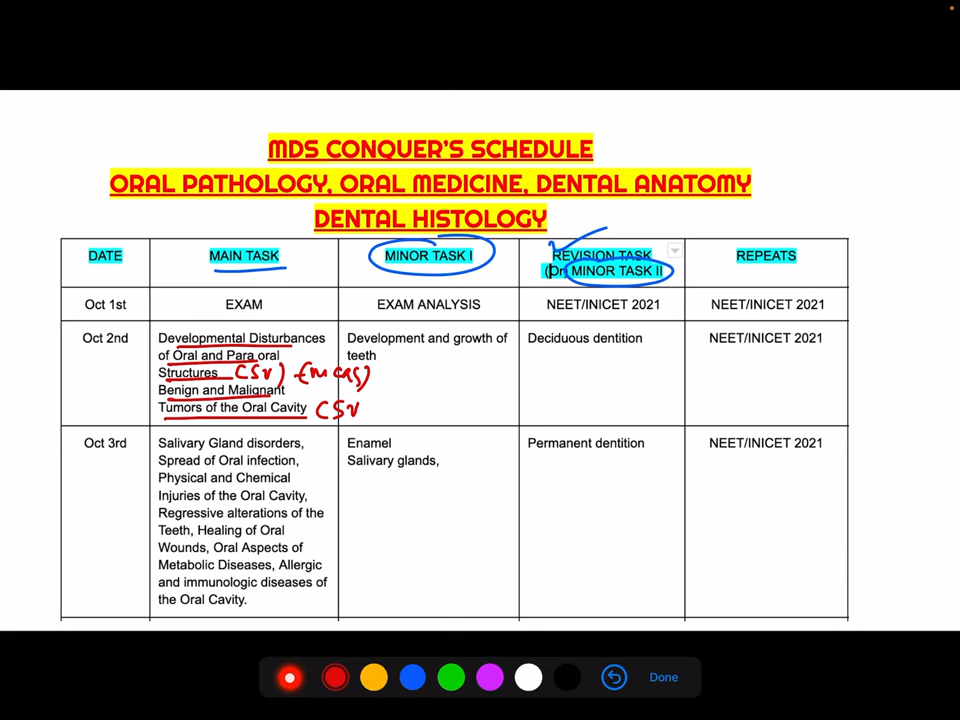 MDS CONQUER'S SCHEDULE
ORAL PATHOLOGY, ORAL MEDICINE, DENTAL ANATOMY
DENTAL HISTOLOGY
DATE
MAIN TASK
MINOR TASK I
REVISION TASK
(Or) MINOR TASK II
REPEATS
Oct 1st
EXAM
EXAM ANALYSIS
NEET/INICET 2021
NEET/INICET 2021
Oct 2nd
Developmental Disturbances
of Oral and Para oral
Structures
Benign and Malignant
Tumors of the Oral Cavity
Development and growth of
teeth
Deciduous dentition
NEET/INICET 2021
Oct 3rd
Salivary Gland disorders,
Spread of Oral infection,
Physical and Chemical
Injuries of the Oral Cavity,
Regressive alterations of the
Teeth, Healing of Oral
Wounds, Oral Aspects of
Metabolic Diseases, Allergic
and immunologic diseases of
the Oral Cavity.
Enamel
Salivary glands,
Permanent dentition
NEET/INICET 2021
Done